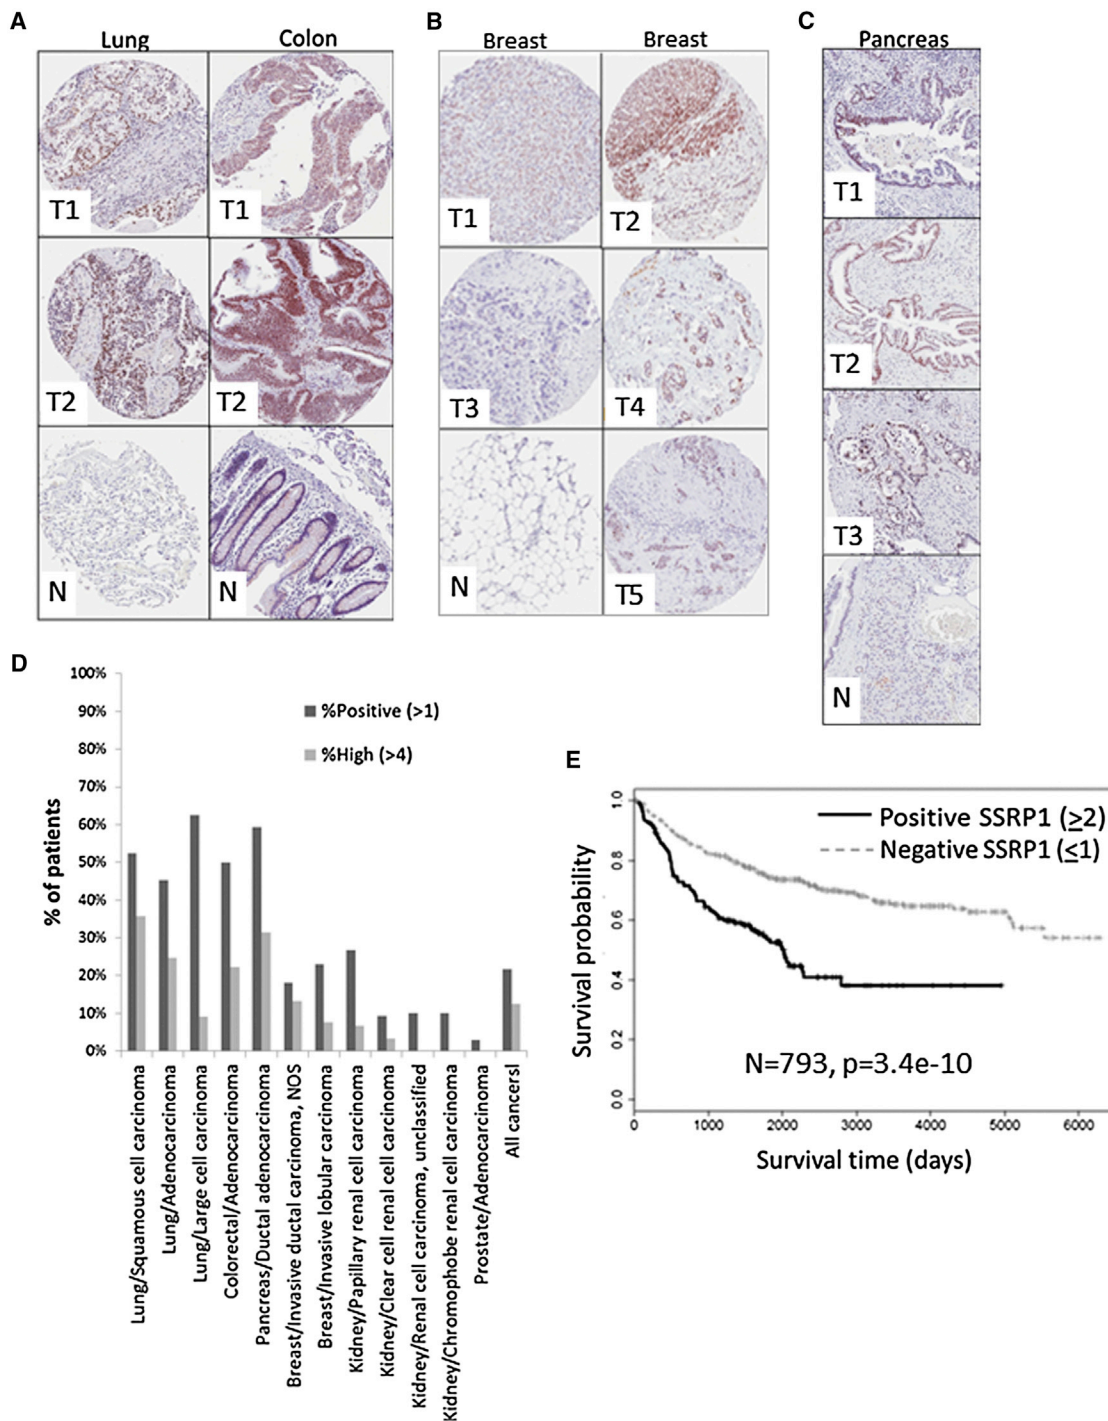 A
Lung
Colon
T1
T1
T2
T2
N
N
B
Breast
Breast
T1
T2
T3
T4
N
T5
C
Pancreas
T1
T2
T3
N
D
100%
90%
80%
70%
60%
50%
40%
30%
20%
10%
0%
% of patients
%Positive (>1)
%High (>4)
Lung/Squamous cell carcinoma
Lung/Adenocarcinoma
Lung/Large cell carcinoma
Colorectal/Adenocarcinoma
Pancreas/Ductal adenocarcinoma
Breast/Invasive ductal carcinoma, NOS
Breast/Invasive lobular carcinoma
Kidney/Papillary renal cell carcinoma
Kidney/Clear cell renal cell carcinoma
Kidney/Renal cell carcinoma, unclassified
Kidney/Chromophobe renal cell carcinoma
Prostate/Adenocarcinoma
All cancersl
E
Survival probability
1.0
0.8
0.6
0.4
0.2
0.0
Positive SSRP1 (≥2)
Negative SSRP1 (≤1)
N=793, p=3.4e-10
0 1000 2000 3000 4000 5000 6000
Survival time (days)